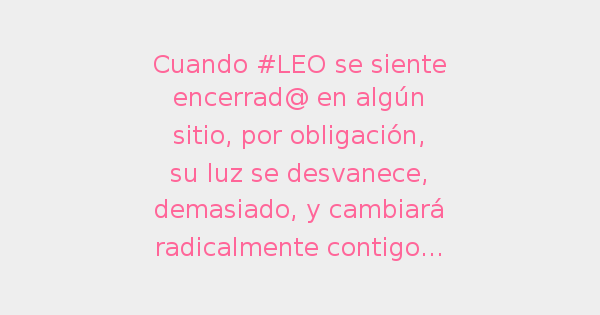 Cuando #LEO se siente
encerrad@ en algún
sitio, por obligación,
su luz se desvanece,
demasiado, y cambiará
radicalmente contigo...